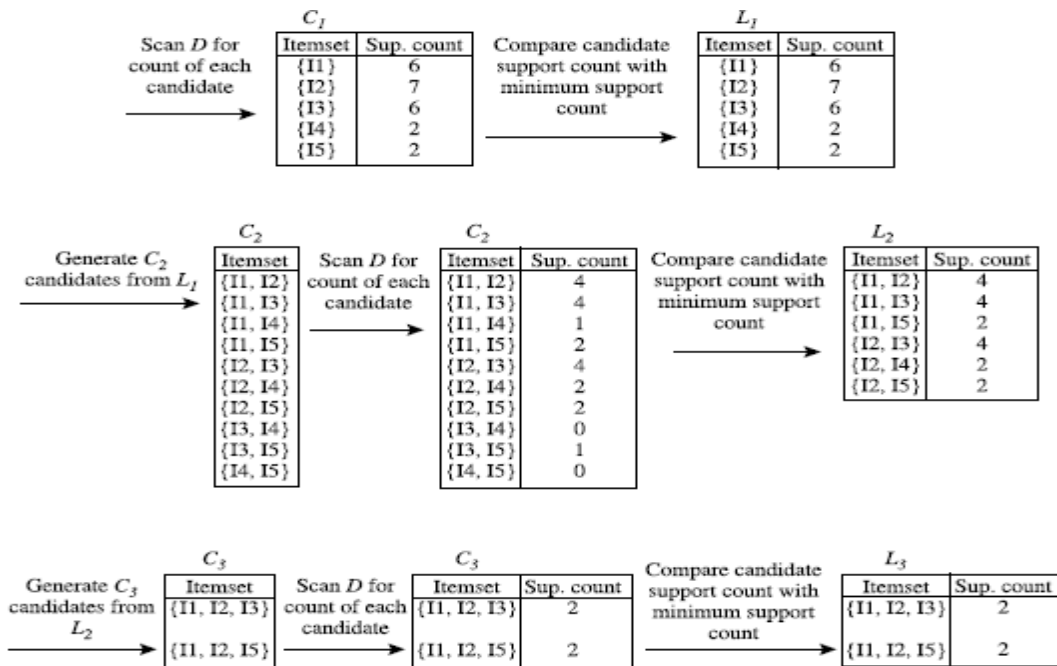 C1
Scan D for
count of each
candidate
Itemset Sup. count
{I1} 6
{I2} 7
{I3} 6
{I4} 2
{I5} 2
Compare candidate
support count with
minimum support
count
L1
Itemset Sup. count
{I1} 6
{I2} 7
{I3} 6
{I4} 2
{I5} 2
Generate C2
candidates from L1
C2
Itemset
{I1, I2}
{I1, I3}
{I1, I4}
{I1, I5}
{I2, I3}
{I2, I4}
{I2, I5}
{I3, I4}
{I3, I5}
{I4, I5}
Scan D for
count of each
candidate
C2
Itemset Sup. count
{I1, I2} 4
{I1, I3} 4
{I1, I4} 1
{I1, I5} 2
{I2, I3} 4
{I2, I4} 2
{I2, I5} 2
{I3, I4} 0
{I3, I5} 1
{I4, I5} 0
Compare candidate
support count with
minimum support
count
L2
Itemset Sup. count
{I1, I2} 4
{I1, I3} 4
{I1, I5} 2
{I2, I3} 4
{I2, I4} 2
{I2, I5} 2
Generate C3
candidates from
L2
C3
Itemset
{I1, I2, I3}
{I1, I2, I5}
Scan D for
count of each
candidate
C3
Itemset Sup. count
{I1, I2, I3} 2
{I1, I2, I5} 2
Compare candidate
support count with
minimum support
count
L3
Itemset Sup. count
{I1, I2, I3} 2
{I1, I2, I5} 2